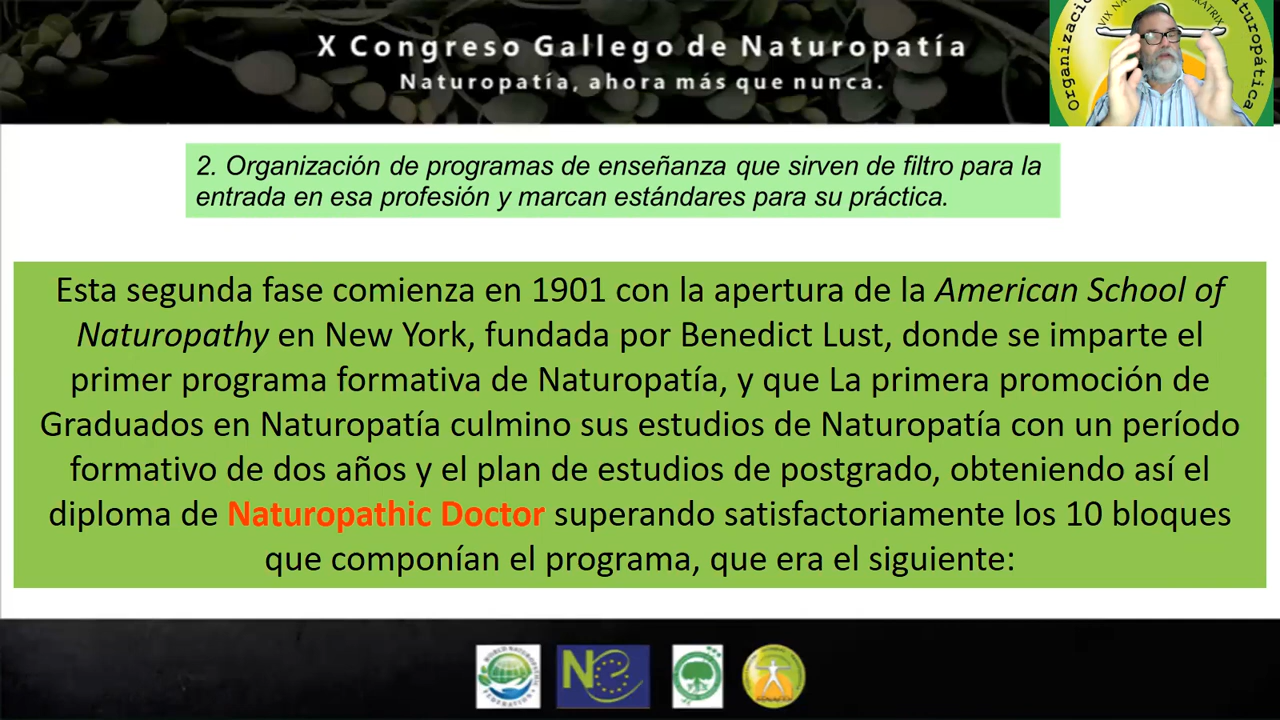 X Congreso Gallego de Naturopatía
Naturopatía, ahora más que nunca.
2. Organización de programas de enseñanza que sirven de filtro para la
entrada en esa profesión y marcan estándares para su práctica.
Esta segunda fase comienza en 1901 con la apertura de la American School of
Naturopathy en New York, fundada por Benedict Lust, donde se imparte el
primer programa formativa de Naturopatía, y que La primera promoción de
Graduados en Naturopatía culmino sus estudios de Naturopatía con un período
formativo de dos años y el plan de estudios de postgrado, obteniendo así el
diploma de Naturopathic Doctor superando satisfactoriamente los 10 bloques
que componían el programa, que era el siguiente: